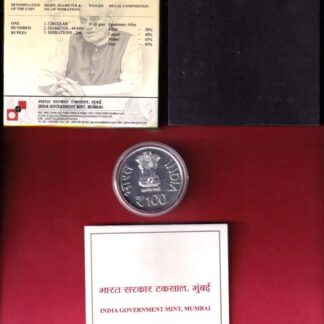 DENOMINATION OF THE COIN
SHAPE, DIAMETER & NO. OF SERRATIONS
WEIGHT
METAL COMPOSITION
ONE HUNDRED RUPEES
1. CIRCULAR
2. DIAMETER - 44 MM
3. SERRATIONS - 200
35.00 gms
Quaternary Alloy
Silver - 50%
Copper - 40%
Nickel - 05%
Zinc - 05%
भारत सरकार टकसाल, मुंबई
INDIA GOVERNMENT MINT, MUMBAI
भारत
INDIA
₹ 100
भारत सरकार टकसाल, मुंबई
INDIA GOVERNMENT MINT, MUMBAI